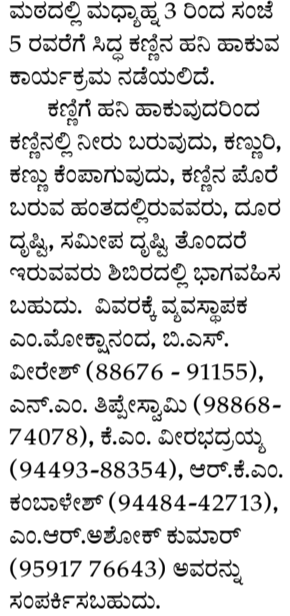 ಮಠದಲ್ಲಿ ಮಧ್ಯಾಹ್ನ 3 ರಿಂದ ಸಂಜೆ
5 ರವರೆಗೆ ಸಿದ್ಧ ಕಣ್ಣಿನ ಹನಿ ಹಾಕುವ
ಕಾರ್ಯಕ್ರಮ ನಡೆಯಲಿದೆ.
ಕಣ್ಣಿಗೆ ಹನಿ ಹಾಕುವುದರಿಂದ
ಕಣ್ಣಿನಲ್ಲಿ ನೀರು ಬರುವುದು, ಕಣ್ಣುರಿ,
ಕಣ್ಣು ಕೆಂಪಾಗುವುದು, ಕಣ್ಣಿನ ಪೊರೆ
ಬರುವ ಹಂತದಲ್ಲಿರುವವರು, ದೂರ
ದೃಷ್ಟಿ, ಸಮೀಪ ದೃಷ್ಟಿ ತೊಂದರೆ
ಇರುವವರು ಶಿಬಿರದಲ್ಲಿ ಭಾಗವಹಿಸ
ಬಹುದು. ವಿವರಕ್ಕೆ ವ್ಯವಸ್ಥಾಪಕ
ಎಂ.ಮೋಕ್ಷಾನಂದ, ಬಿ.ಎಸ್.
ವೀರೇಶ್ (88676 - 91155),
ಎನ್.ಎಂ. ತಿಪ್ಪೇಸ್ವಾಮಿ (98868-
74078), ಕೆ.ಎಂ. ವೀರಭದ್ರಯ್ಯ
(94493-88354), ಆರ್.ಕೆ.ಎಂ.
ಕಂಬಾಳೇಶ್ (94484-42713),
ಎಂ.ಆರ್.ಅಶೋಕ್ ಕುಮಾರ್
(95917 76643) ಅವರನ್ನು
ಸಂಪರ್ಕಿಸಬಹುದು.